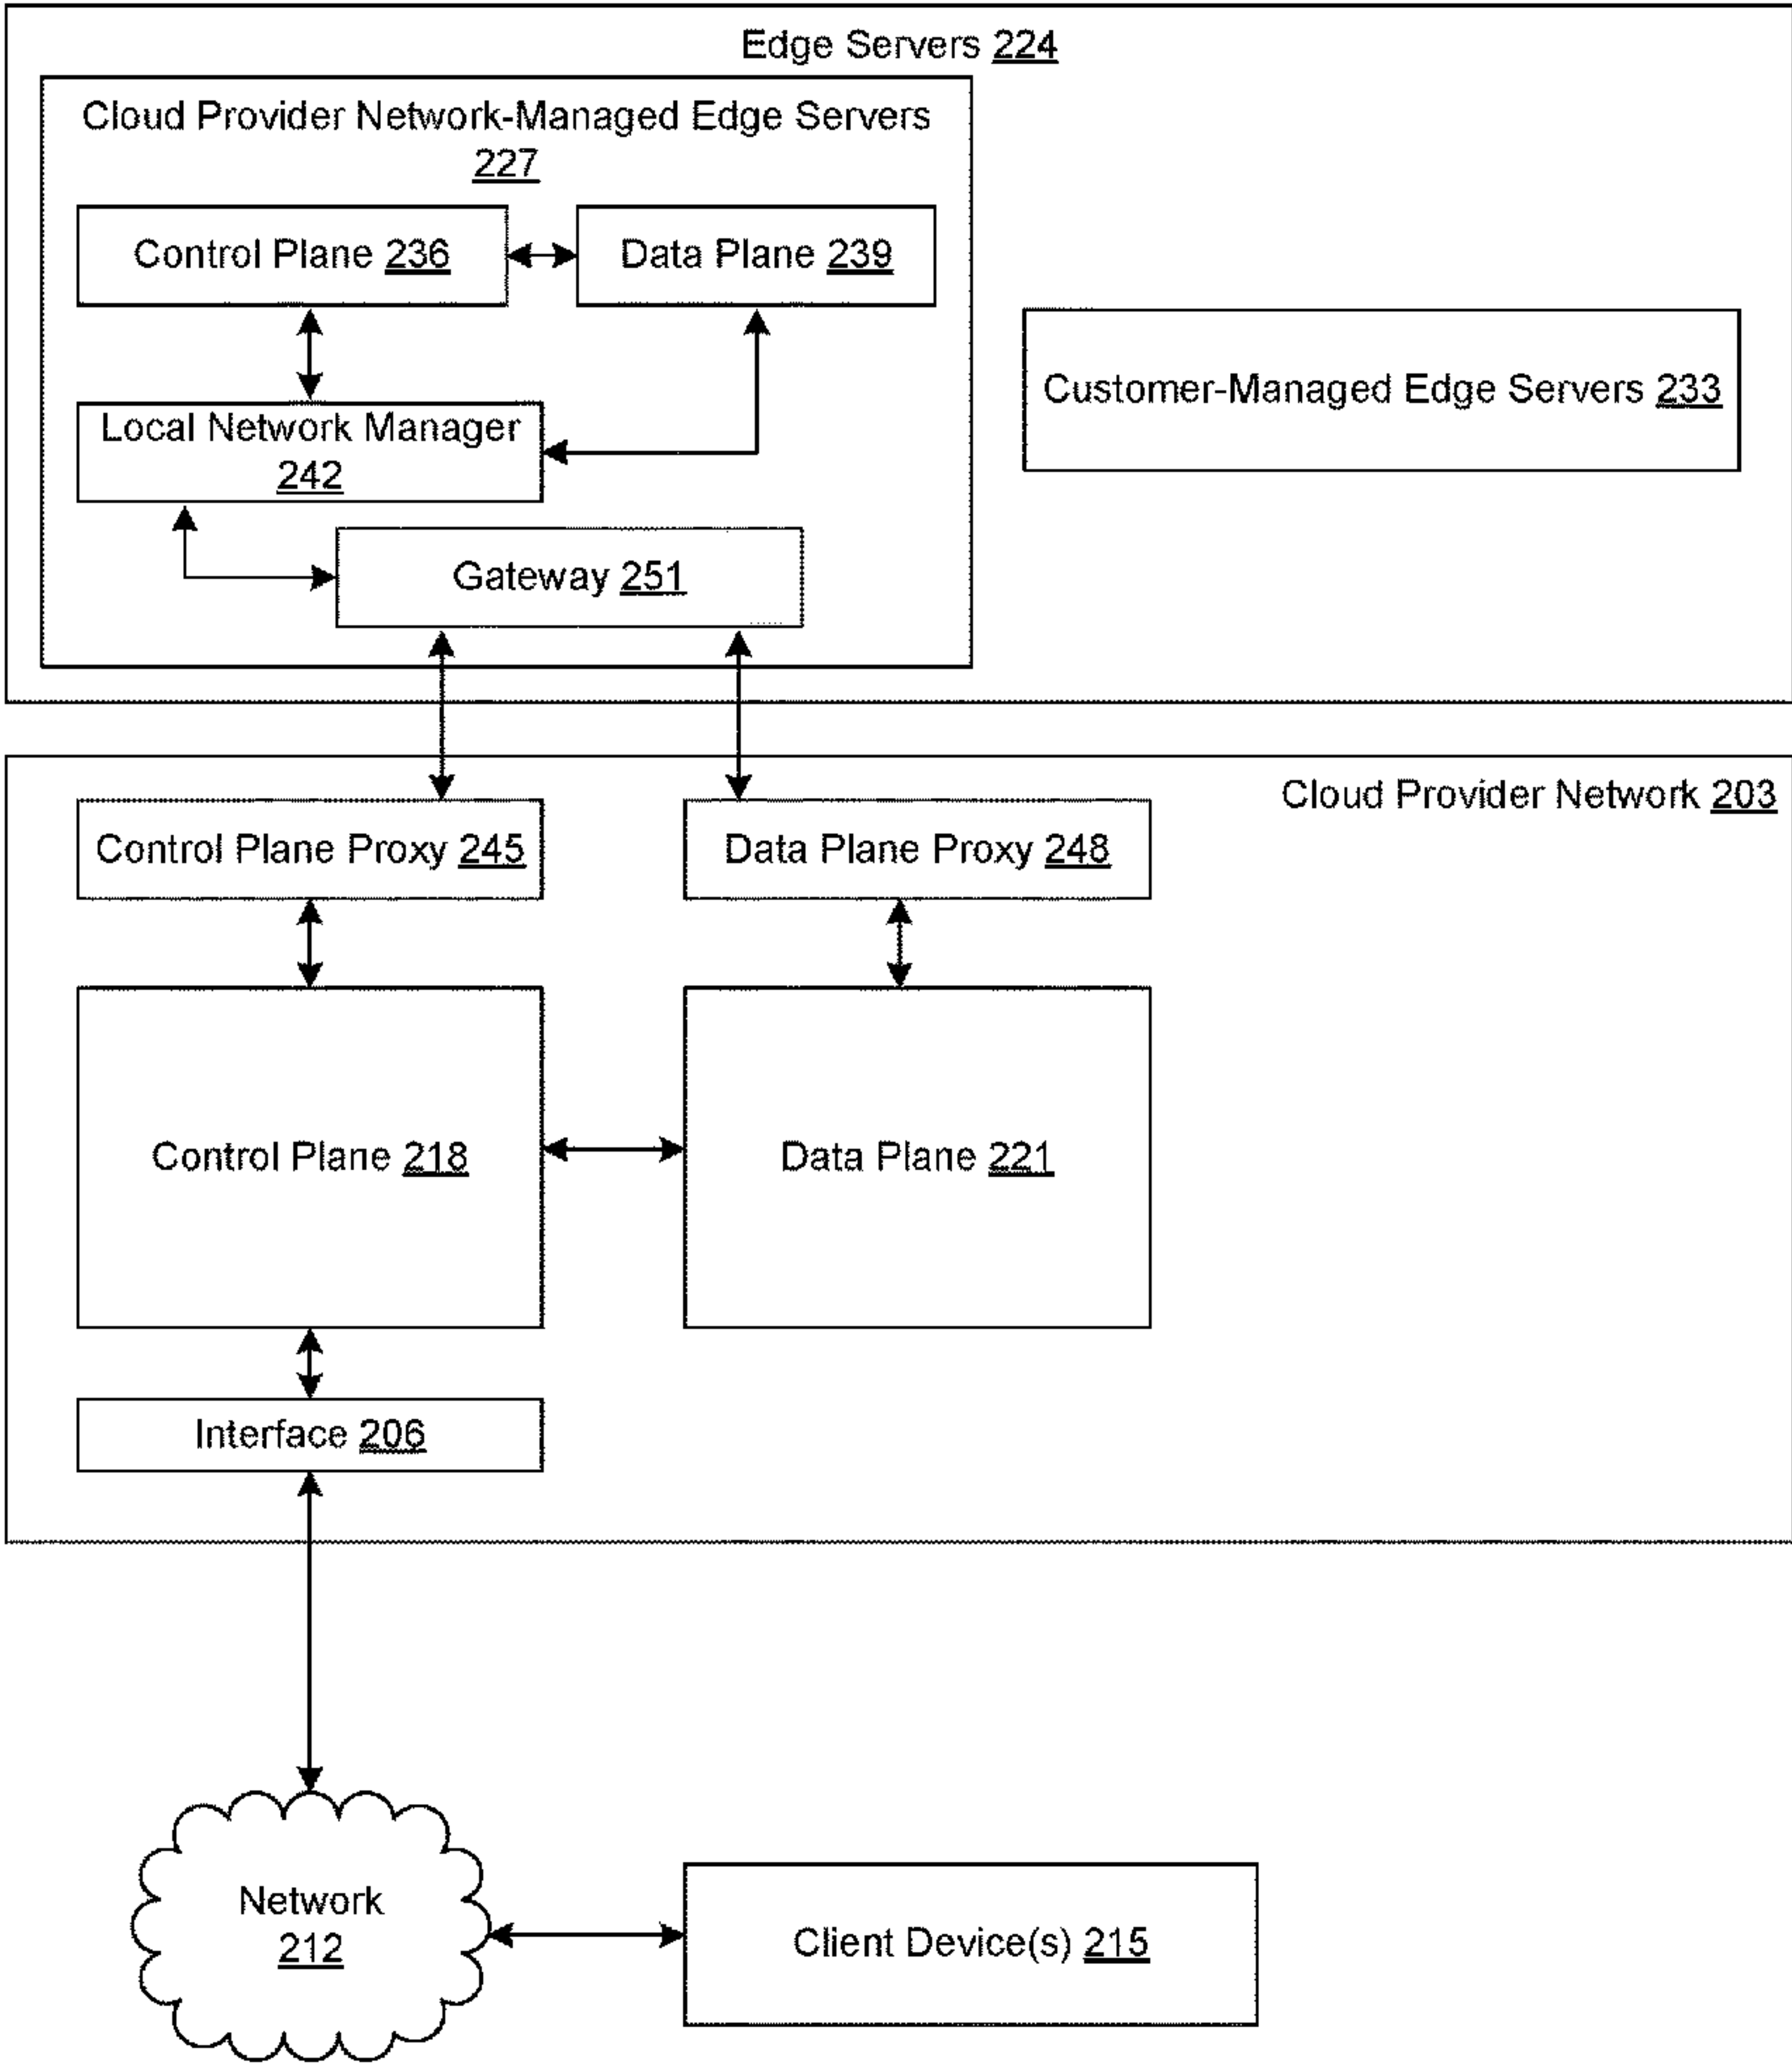 Edge Servers 224
Cloud Provider Network-Managed Edge Servers
227
Control Plane 236
Data Plane 239
Customer-Managed Edge Servers 233
Local Network Manager
242
Gateway 251
Cloud Provider Network 203
Control Plane Proxy 245
Data Plane Proxy 248
Control Plane 218
Data Plane 221
Interface 206
Network
212
Client Device(s) 215